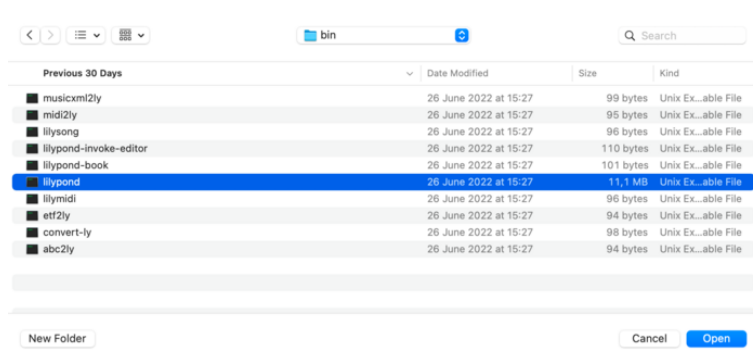 bin
Search
Previous 30 Days Date Modified Size Kind
musicxml2ly 26 June 2022 at 15:27 99 bytes Unix Ex...able File
midi2ly 26 June 2022 at 15:27 95 bytes Unix Ex...able File
lilysong 26 June 2022 at 15:27 96 bytes Unix Ex...able File
lilypond-invoke-editor 26 June 2022 at 15:27 110 bytes Unix Ex...able File
lilypond-book 26 June 2022 at 15:27 101 bytes Unix Ex...able File
lilypond 26 June 2022 at 15:27 11,1 MB Unix Ex...able File
lilymidi 26 June 2022 at 15:27 96 bytes Unix Ex...able File
etf2ly 26 June 2022 at 15:27 94 bytes Unix Ex...able File
convert-ly 26 June 2022 at 15:27 98 bytes Unix Ex...able File
abc2ly 26 June 2022 at 15:27 94 bytes Unix Ex...able File
New Folder Cancel Open